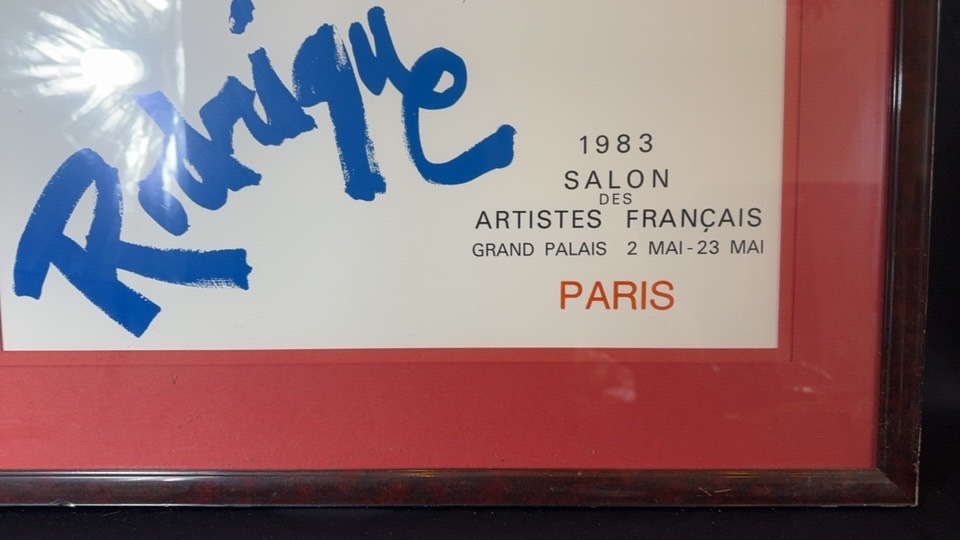 Rodrigue
1983
SALON
DES
ARTISTES FRANÇAIS
GRAND PALAIS 2 MAI-23 MAI
PARIS